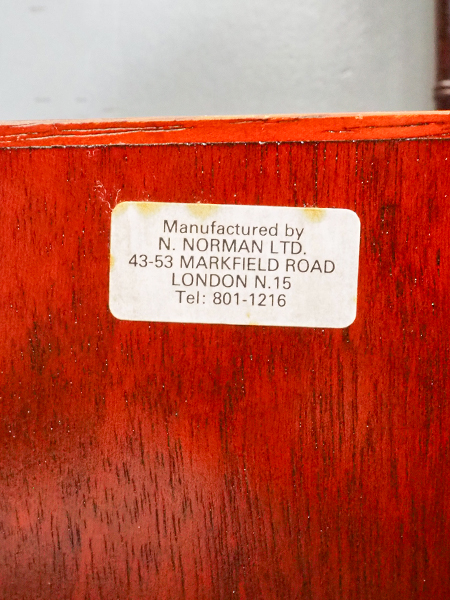 Manufactured by
N. NORMAN LTD.
43-53 MARKFIELD ROAD
LONDON N.15
Tel: 801-1216